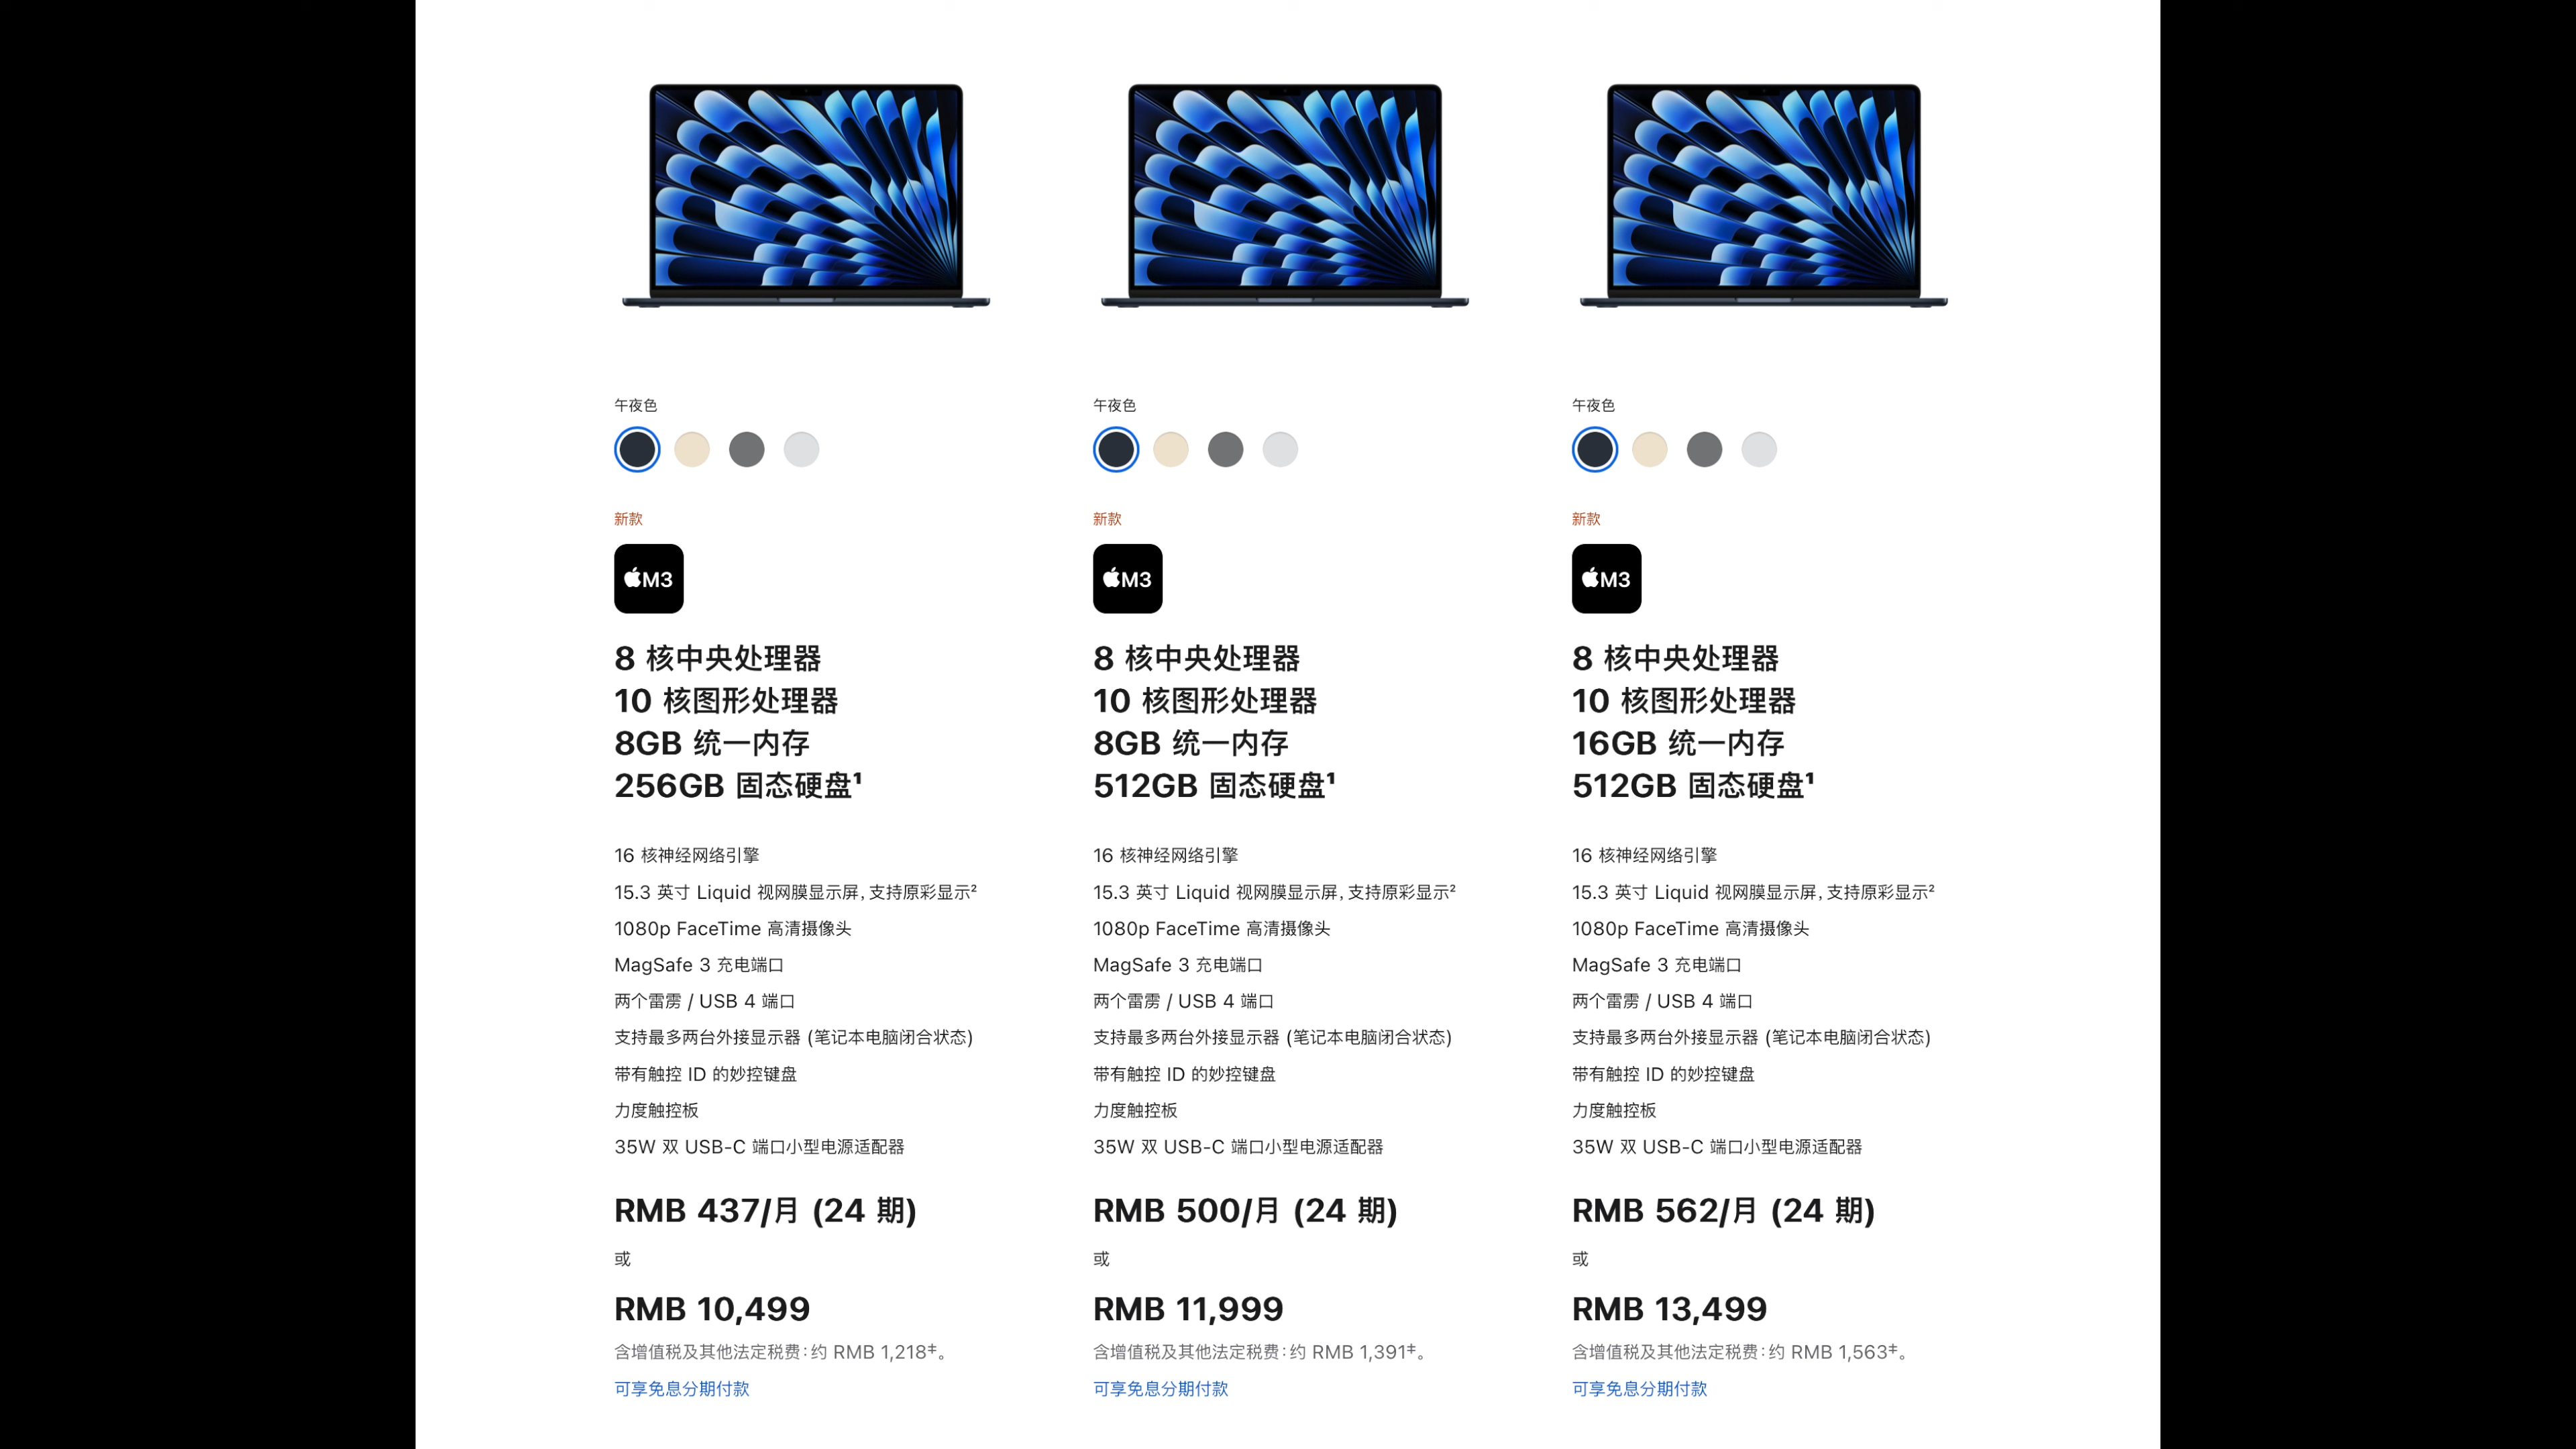 午夜色
新款
M3
8 核中央处理器
10 核图形处理器
8GB 统一内存
256GB 固态硬盘¹
16 核神经网络引擎
15.3 英寸 Liquid 视网膜显示屏，支持原彩显示²
1080p FaceTime 高清摄像头
MagSafe 3 充电端口
两个雷雳 / USB 4 端口
支持最多两台外接显示器 (笔记本电脑闭合状态)
带有触控 ID 的妙控键盘
力度触控板
35W 双 USB-C 端口小型电源适配器
RMB 437/月 (24 期)
或
RMB 10,499
含增值税及其他法定税费：约 RMB 1,218‡。
可享免息分期付款
午夜色
新款
M3
8 核中央处理器
10 核图形处理器
8GB 统一内存
512GB 固态硬盘¹
16 核神经网络引擎
15.3 英寸 Liquid 视网膜显示屏，支持原彩显示²
1080p FaceTime 高清摄像头
MagSafe 3 充电端口
两个雷雳 / USB 4 端口
支持最多两台外接显示器 (笔记本电脑闭合状态)
带有触控 ID 的妙控键盘
力度触控板
35W 双 USB-C 端口小型电源适配器
RMB 500/月 (24 期)
或
RMB 11,999
含增值税及其他法定税费：约 RMB 1,391‡。
可享免息分期付款
午夜色
新款
M3
8 核中央处理器
10 核图形处理器
16GB 统一内存
512GB 固态硬盘¹
16 核神经网络引擎
15.3 英寸 Liquid 视网膜显示屏，支持原彩显示²
1080p FaceTime 高清摄像头
MagSafe 3 充电端口
两个雷雳 / USB 4 端口
支持最多两台外接显示器 (笔记本电脑闭合状态)
带有触控 ID 的妙控键盘
力度触控板
35W 双 USB-C 端口小型电源适配器
RMB 562/月 (24 期)
或
RMB 13,499
含增值税及其他法定税费：约 RMB 1,563‡。
可享免息分期付款